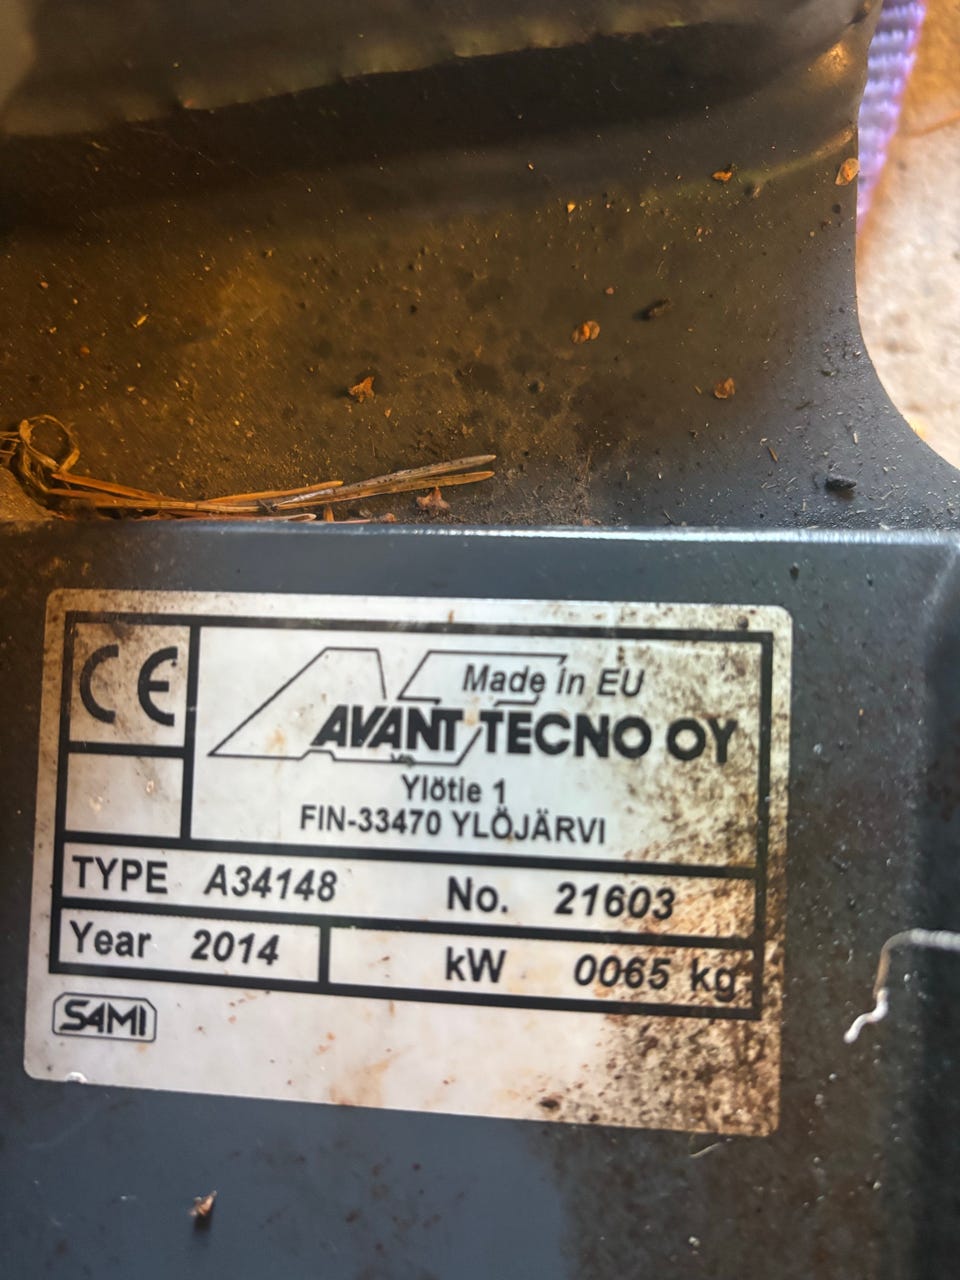 CE
Made in EU
AVANT TECNO OY
Ylötie 1
FIN-33470 YLÖJÄRVI
TYPE A34148 No. 21603
Year 2014 kW 0065 kg
SAMI